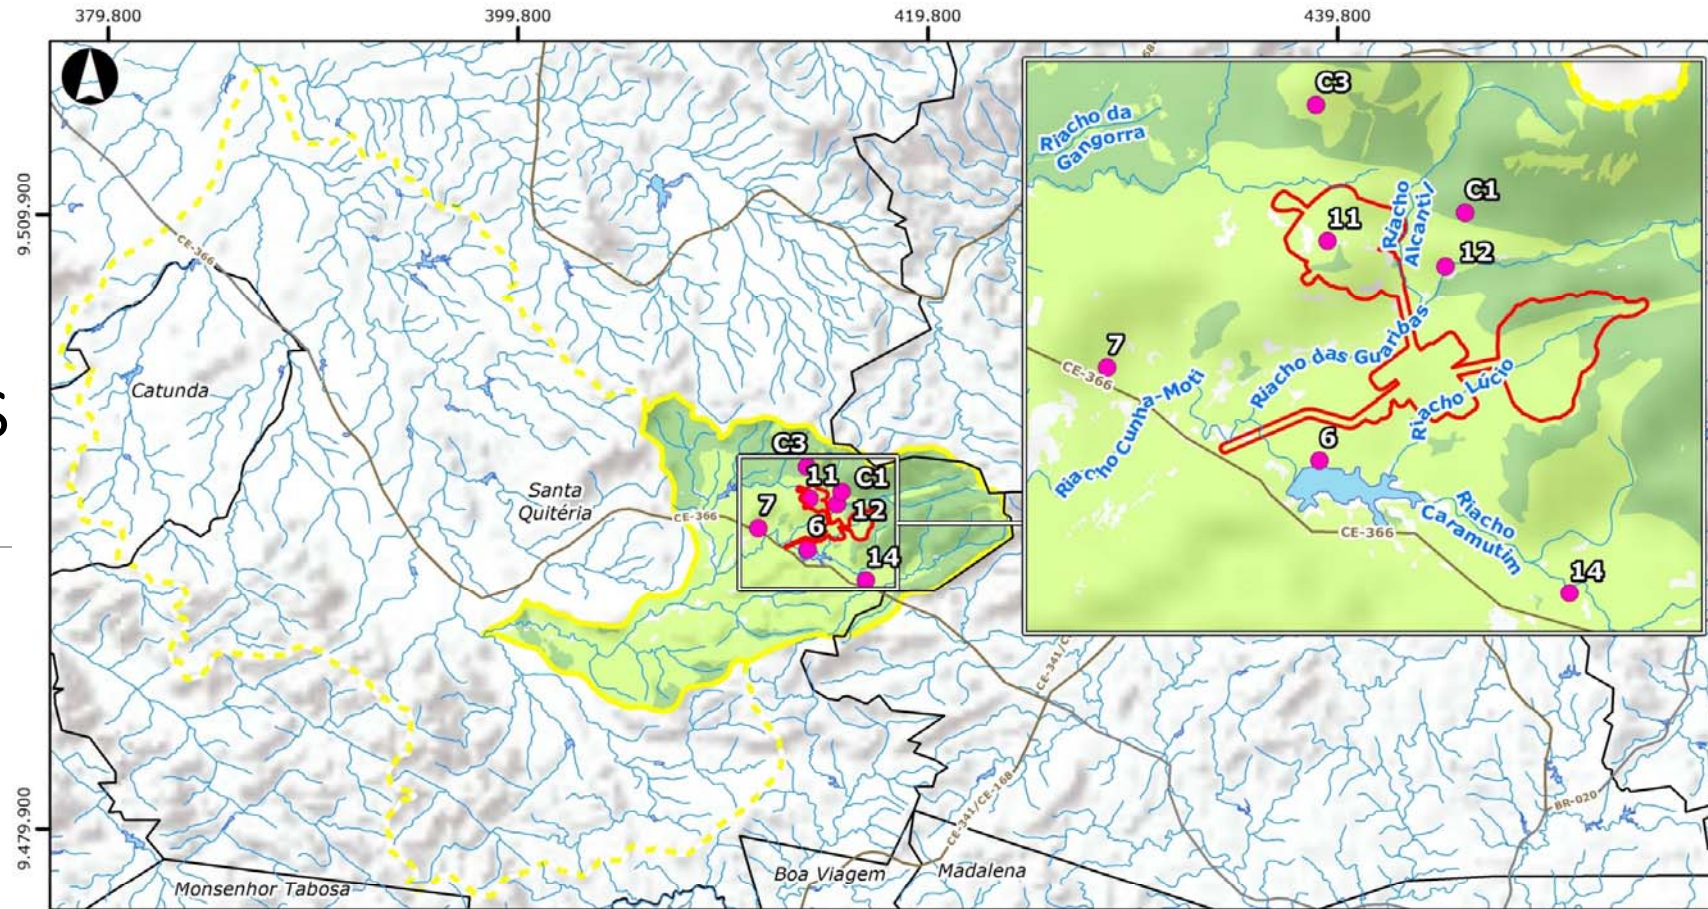 379.800
399.800
419.800
439.800
9.509.900
9.479.900
CE-366
Catunda
Santa
Quitéria
CE-366
C3
11
C1
7
12
6
14
CE-341/CE-168
BR-020
Monsenhor Tabosa
Boa Viagem
Madalena
C3
Riacho da
Gangorra
C1
Riacho
Alcanti/
11
12
7
CE-366
Riacho das Guaribas
Riacho Cunha-Moti
Riacho Lúcio
6
Riacho
Caramutim
CE-366
14